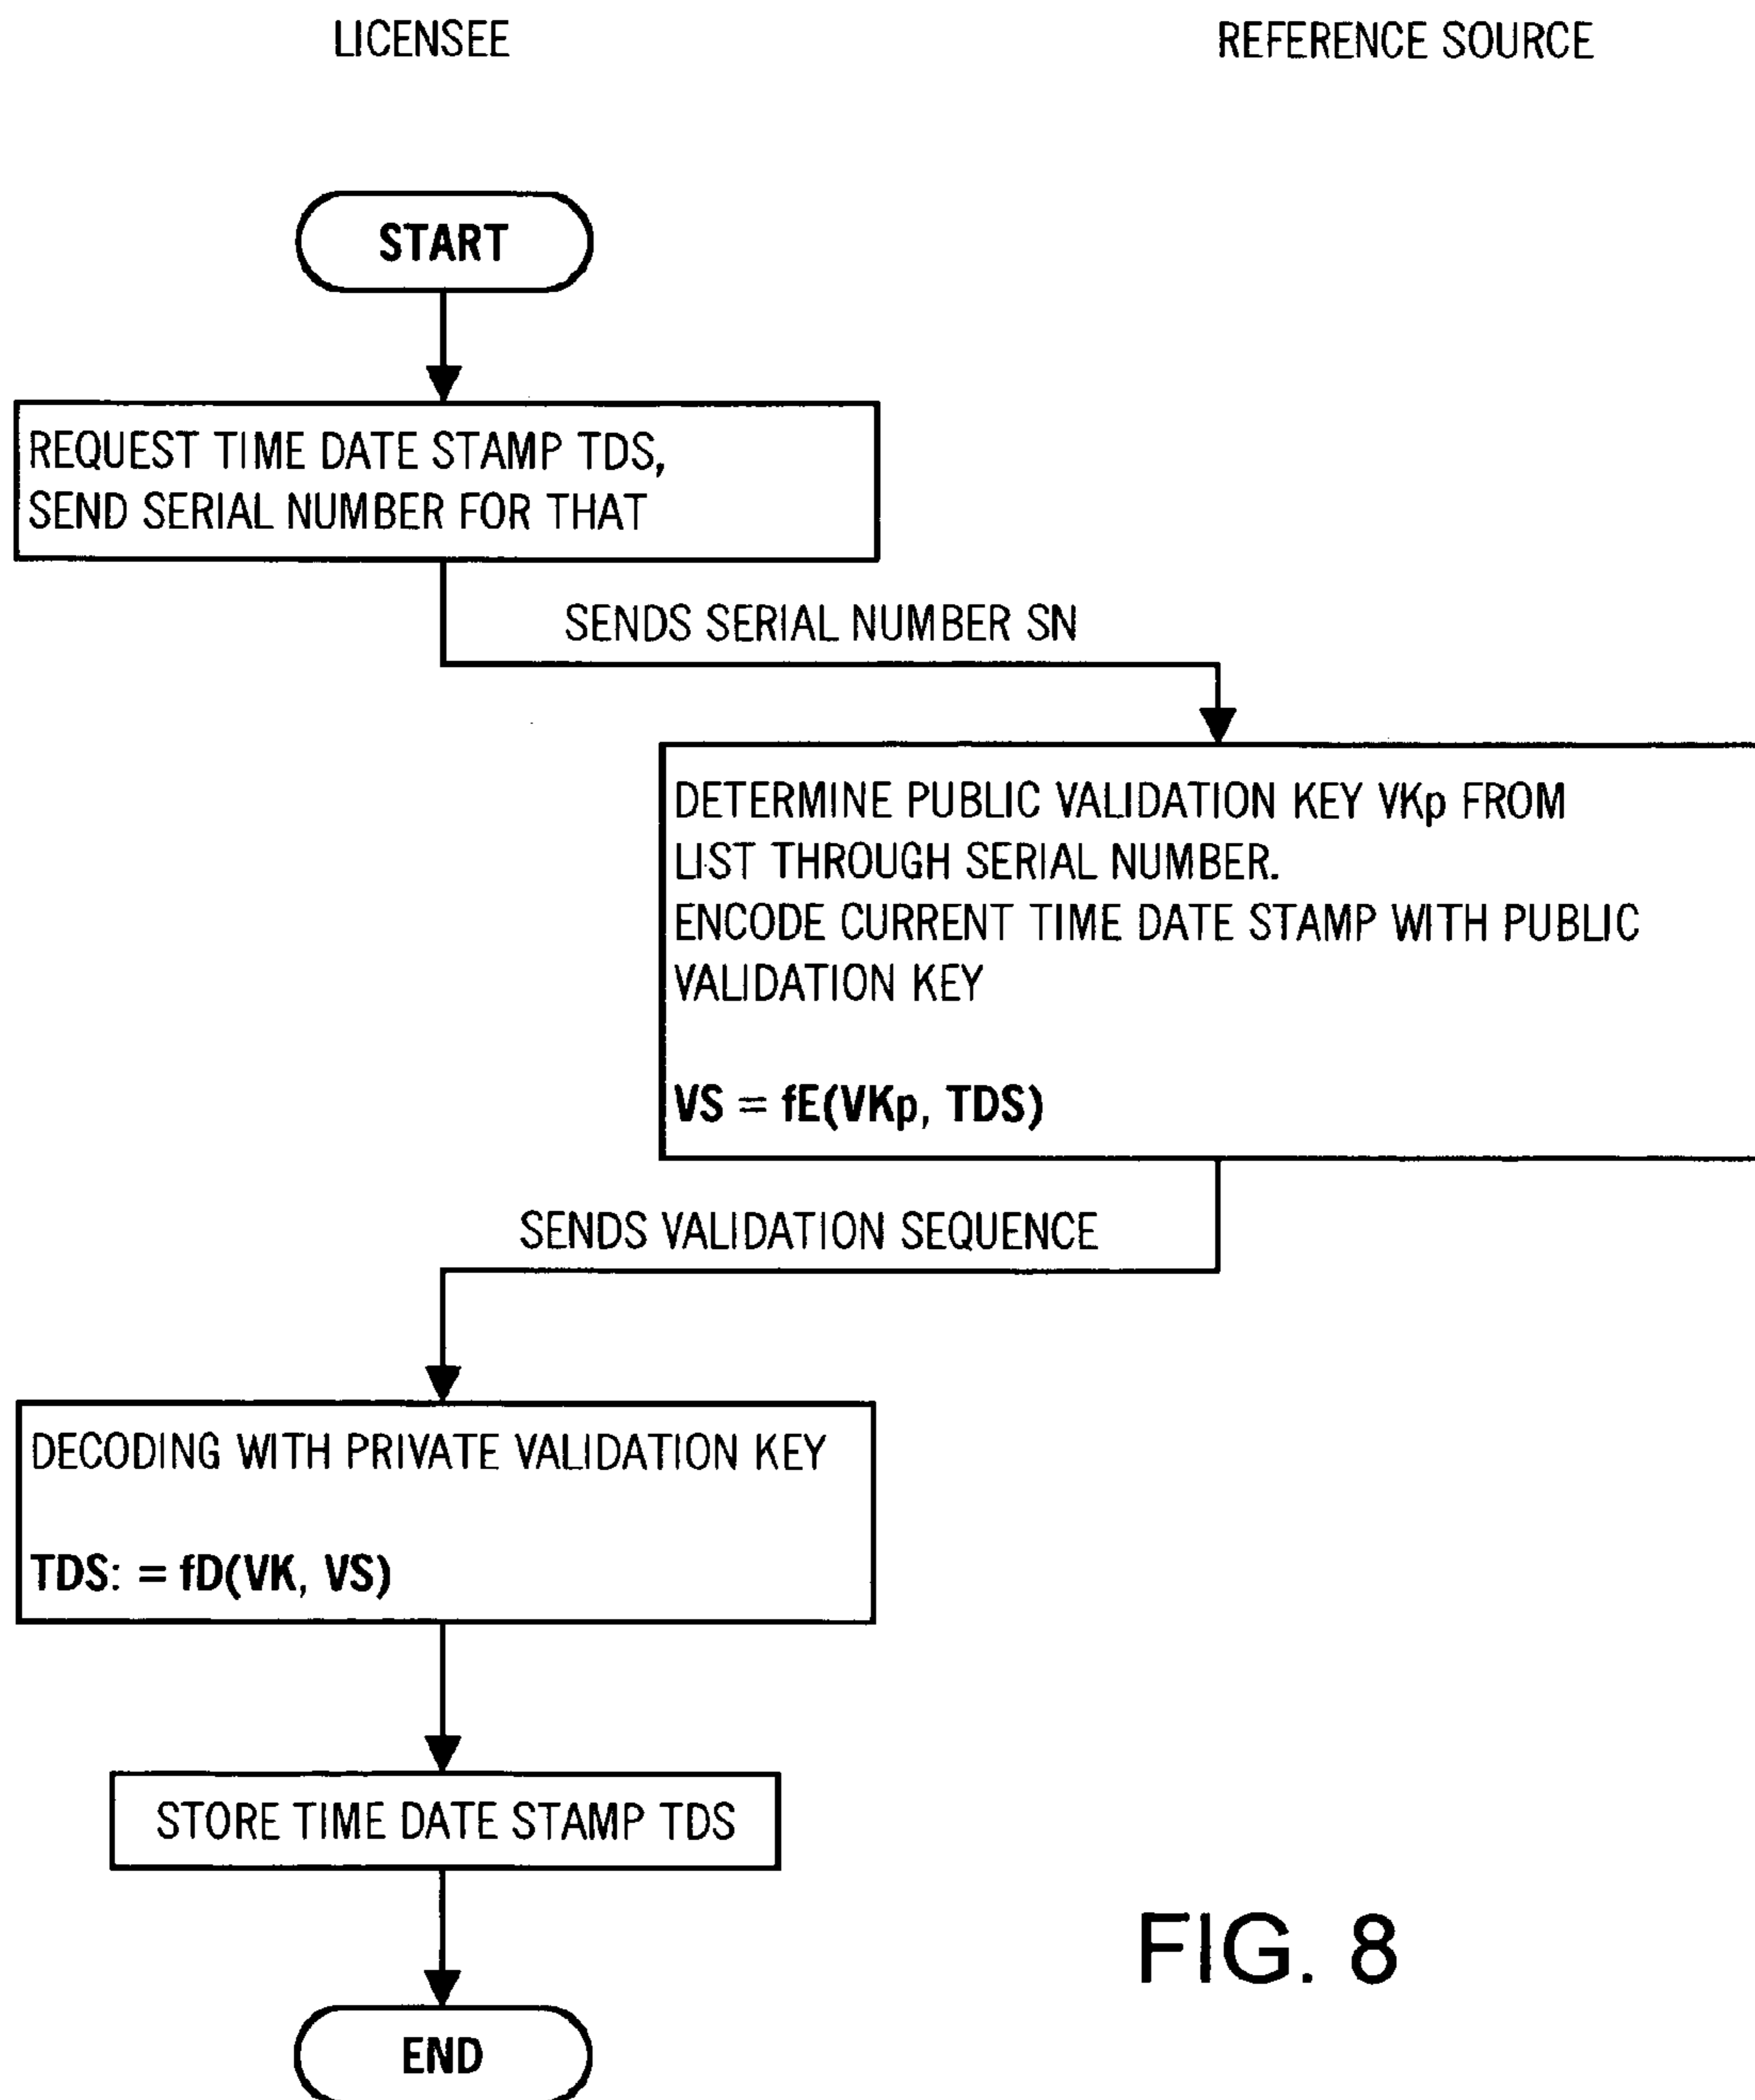 LICENSEE
REFERENCE SOURCE
START
REQUEST TIME DATE STAMP TDS,
SEND SERIAL NUMBER FOR THAT
SENDS SERIAL NUMBER SN
DETERMINE PUBLIC VALIDATION KEY VKp FROM
LIST THROUGH SERIAL NUMBER.
ENCODE CURRENT TIME DATE STAMP WITH PUBLIC
VALIDATION KEY
VS = fE(VKp, TDS)
SENDS VALIDATION SEQUENCE
DECODING WITH PRIVATE VALIDATION KEY
TDS: = fD(VK, VS)
STORE TIME DATE STAMP TDS
END
FIG. 8